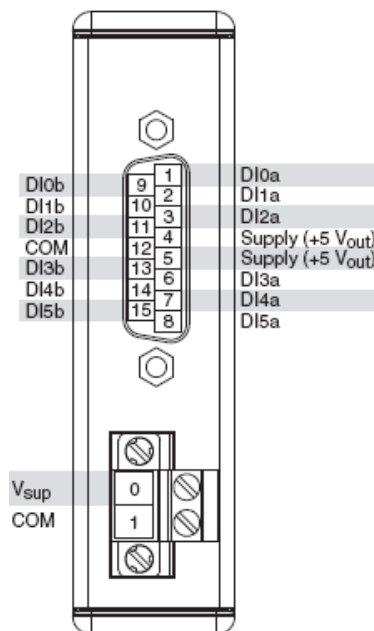 DI0b 9 1 DI0a
DI1b 10 2 DI1a
DI2b 11 3 DI2a
COM 12 4 Supply (+5 Vout)
DI3b 13 5 Supply (+5 Vout)
DI4b 14 6 DI3a
DI5b 15 7 DI4a
8 DI5a
Vsup 0
COM 1